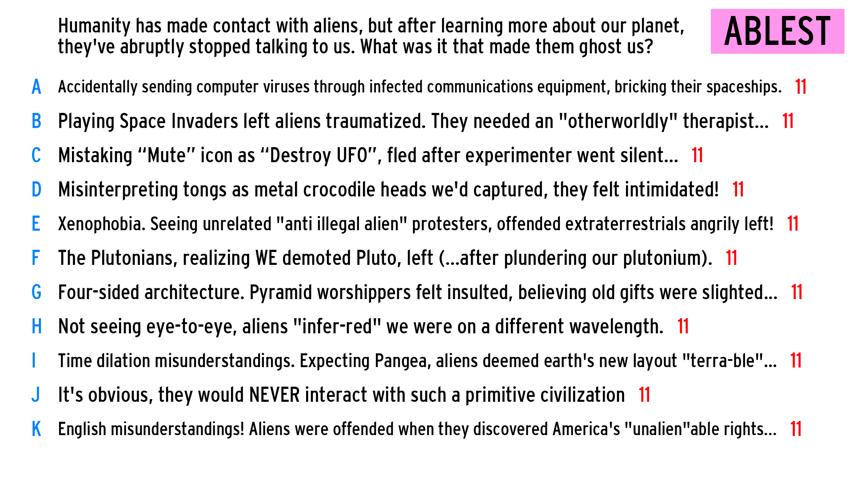 Humanity has made contact with aliens, but after learning more about our planet,
they've abruptly stopped talking to us. What was it that made them ghost us?
ABLEST
A Accidentally sending computer viruses through infected communications equipment, bricking their spaceships. 11
B Playing Space Invaders left aliens traumatized. They needed an "otherworldly" therapist... 11
C Mistaking “Mute” icon as “Destroy UFO”, fled after experimenter went silent... 11
D Misinterpreting tongs as metal crocodile heads we'd captured, they felt intimidated! 11
E Xenophobia. Seeing unrelated "anti illegal alien" protesters, offended extraterrestrials angrily left! 11
F The Plutonians, realizing WE demoted Pluto, left (...after plundering our plutonium). 11
G Four-sided architecture. Pyramid worshippers felt insulted, believing old gifts were slighted... 11
H Not seeing eye-to-eye, aliens "infer-red" we were on a different wavelength. 11
I Time dilation misunderstandings. Expecting Pangea, aliens deemed earth's new layout "terra-ble"... 11
J It's obvious, they would NEVER interact with such a primitive civilization 11
K English misunderstandings! Aliens were offended when they discovered America's "unalien"able rights... 11